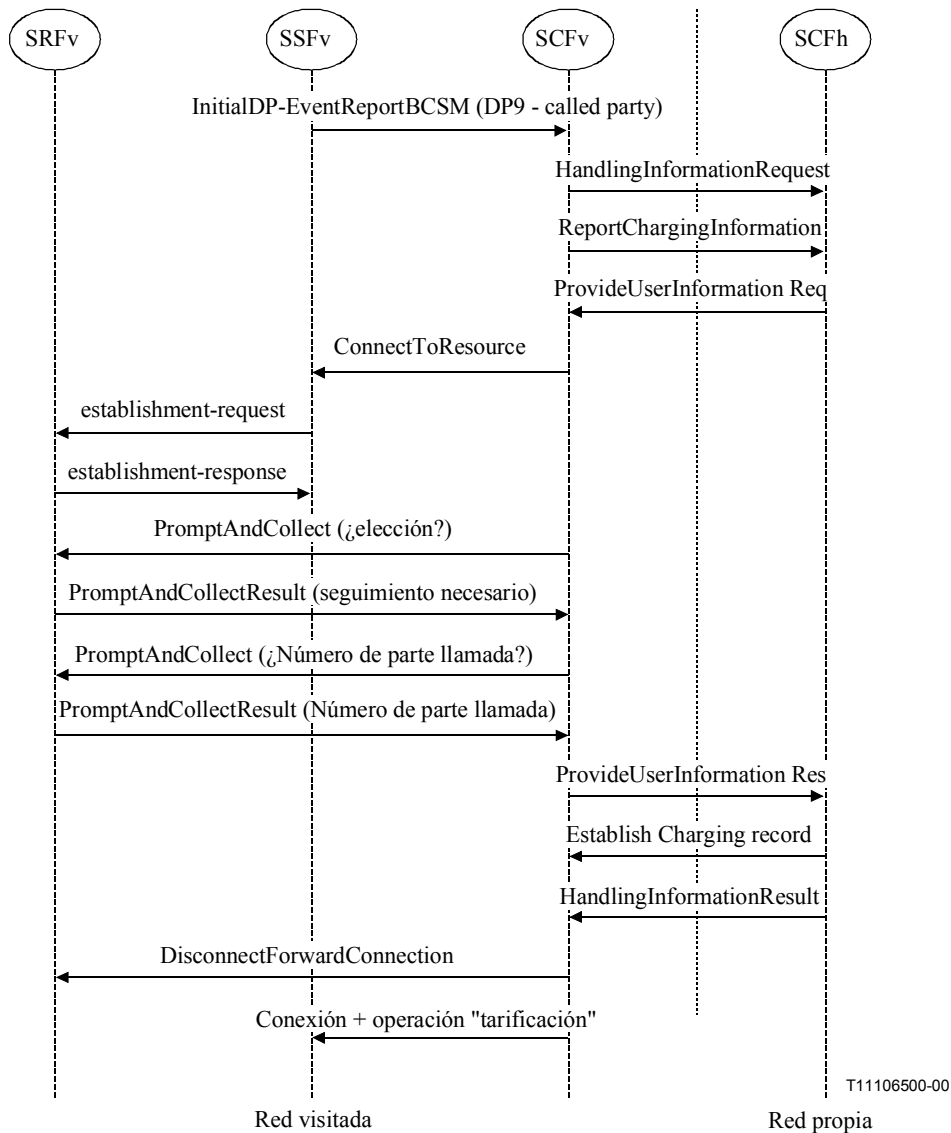 SRFv SSFv SCFv SCFh
InitialDP-EventReportBCSM (DP9 - called party)
HandlingInformationRequest
ReportChargingInformation
ProvideUserInformation Req
ConnectToResource
establishment-request
establishment-response
PromptAndCollect (¿elección?)
PromptAndCollectResult (seguimiento necesario)
PromptAndCollect (¿Número de parte llamada?)
PromptAndCollectResult (Número de parte llamada)
ProvideUserInformation Res
Establish Charging record
HandlingInformationResult
DisconnectForwardConnection
Conexión + operación "tarificación"
T11106500-00
Red visitada Red propia